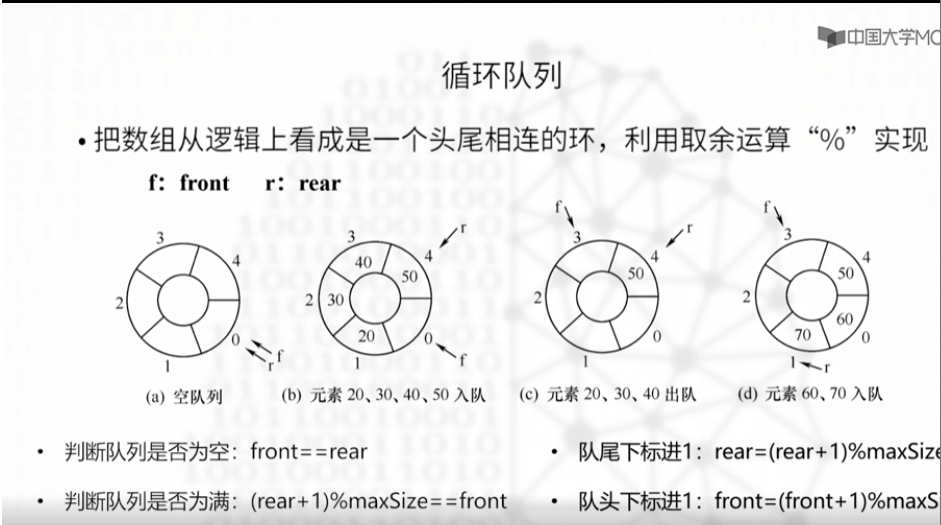 中国大学MO
循环队列
• 把数组从逻辑上看成是一个头尾相连的环，利用取余运算“%”实现
f：front r：rear
3
4
2
0
1
f
r
(a) 空队列
3
4
r
40
50
2
30
20
0
1
f
(b) 元素 20、30、40、50 入队
f
3
4
r
50
2
0
1
(c) 元素 20、30、40 出队
f
3
4
50
2
60
70
0
1
r
(d) 元素 60、70 入队
• 判断队列是否为空：front==rear
• 判断队列是否为满：(rear+1)%maxSize==front
• 队尾下标进1：rear=(rear+1)%maxSize
• 队头下标进1：front=(front+1)%maxS